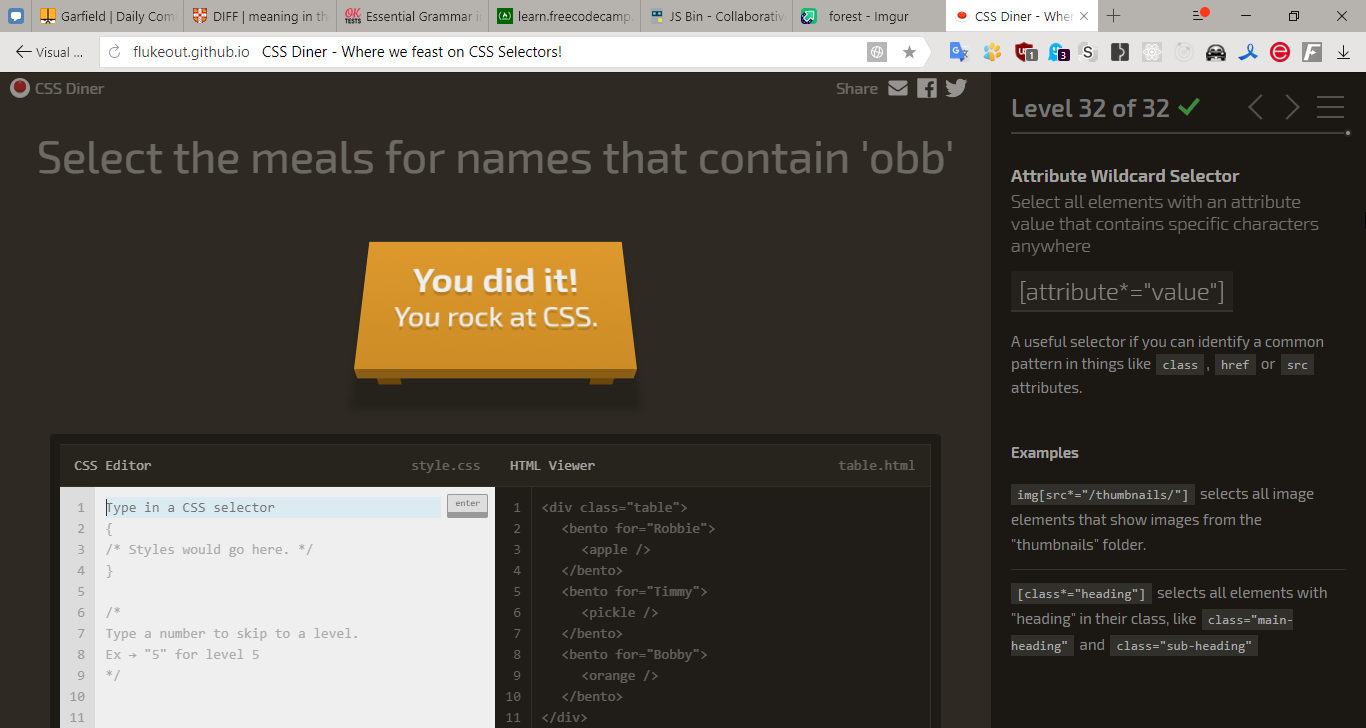 Garfield | Daily Com
DIFF | meaning in th
OK TESTS Essential Grammar i
learn.freecodecamp.
JS Bin - Collaborativ
forest - Imgur
CSS Diner - Wher
Visual ...
flukeout.github.io CSS Diner - Where we feast on CSS Selectors!
1
3
S
e
F
CSS Diner
Share
Select the meals for names that contain 'obb'
You did it!
You rock at CSS.
CSS Editor
style.css
1 Type in a CSS selector
enter
2 {
3 /* Styles would go here. */
4 }
5
6 /*
7 Type a number to skip to a level.
8 Ex → "5" for level 5
9 */
10
11
HTML Viewer
table.html
1 <div class="table">
2 <bento for="Robbie">
3 <apple />
4 </bento>
5 <bento for="Timmy">
6 <pickle />
7 </bento>
8 <bento for="Bobby">
9 <orange />
10 </bento>
11 </div>
Level 32 of 32
Attribute Wildcard Selector
Select all elements with an attribute
value that contains specific characters
anywhere
[attribute*="value"]
A useful selector if you can identify a common
pattern in things like class , href or src
attributes.
Examples
img[src*="/thumbnails/"] selects all image
elements that show images from the
"thumbnails" folder.
[class*="heading"] selects all elements with
"heading" in their class, like class="main-
heading" and class="sub-heading"